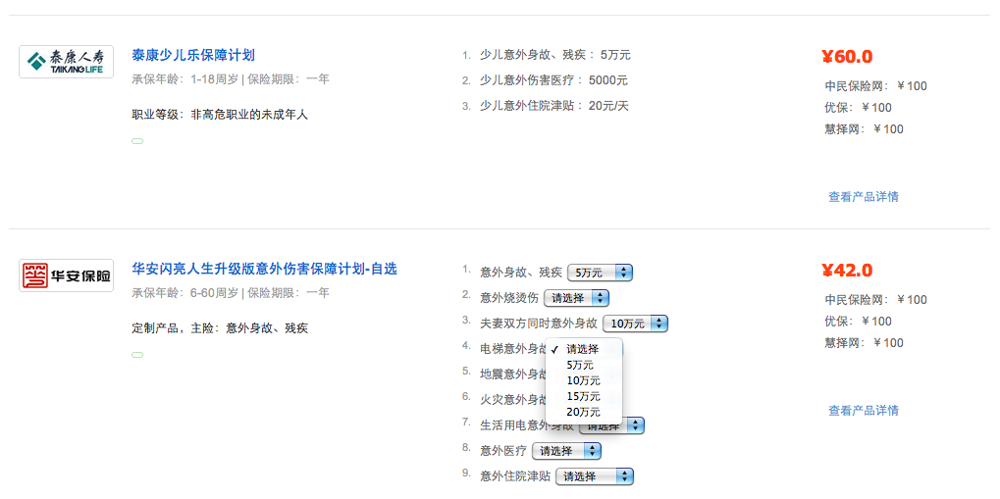 泰康人寿
TAIKANG LIFE
泰康少儿乐保障计划
承保年龄：1-18周岁 | 保险期限：一年
职业等级：非高危职业的未成年人
1. 少儿意外身故、残疾 ：5万元
2. 少儿意外伤害医疗 ：5000元
3. 少儿意外住院津贴 ：20元/天
¥60.0
中民保险网：￥100
优保：￥100
慧择网：￥100
查看产品详情
华安保险
华安闪亮人生升级版意外伤害保障计划-自选
承保年龄：6-60周岁 | 保险期限：一年
定制产品，主险：意外身故、残疾
1. 意外身故、残疾 5万元
2. 意外烧烫伤 请选择
3. 夫妻双方同时意外身故 10万元
4. 电梯意外身故
5. 地震意外身故
6. 火灾意外身故
7. 生活用电意外身故 请选择
8. 意外医疗 请选择
9. 意外住院津贴 请选择
✓ 请选择
5万元
10万元
15万元
20万元
¥42.0
中民保险网：￥100
优保：￥100
慧择网：￥100
查看产品详情